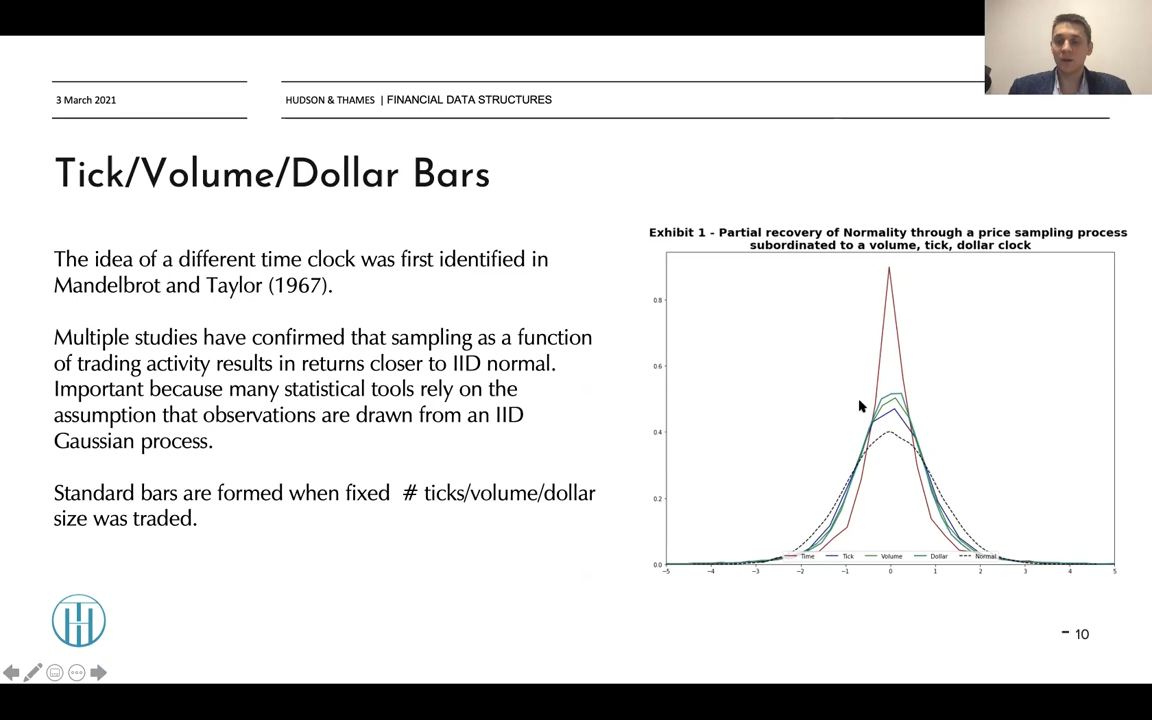 3 March 2021
HUDSON & THAMES | FINANCIAL DATA STRUCTURES
Tick/Volume/Dollar Bars
The idea of a different time clock was first identified in
Mandelbrot and Taylor (1967).
Multiple studies have confirmed that sampling as a function
of trading activity results in returns closer to IID normal.
Important because many statistical tools rely on the
assumption that observations are drawn from an IID
Gaussian process.
Standard bars are formed when fixed # ticks/volume/dollar
size was traded.
Exhibit 1 - Partial recovery of Normality through a price sampling process
subordinated to a volume, tick, dollar clock
0.8
0.6
0.4
0.2
0.0
Time Tick Volume Dollar Normal
−5 −4 −3 −2 −1 0 1 2 3 4 5
- 10